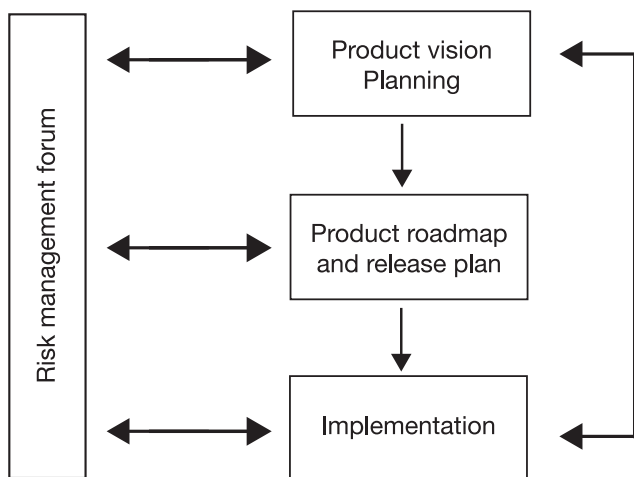 Risk management forum
Product vision
Planning
Product roadmap
and release plan
Implementation